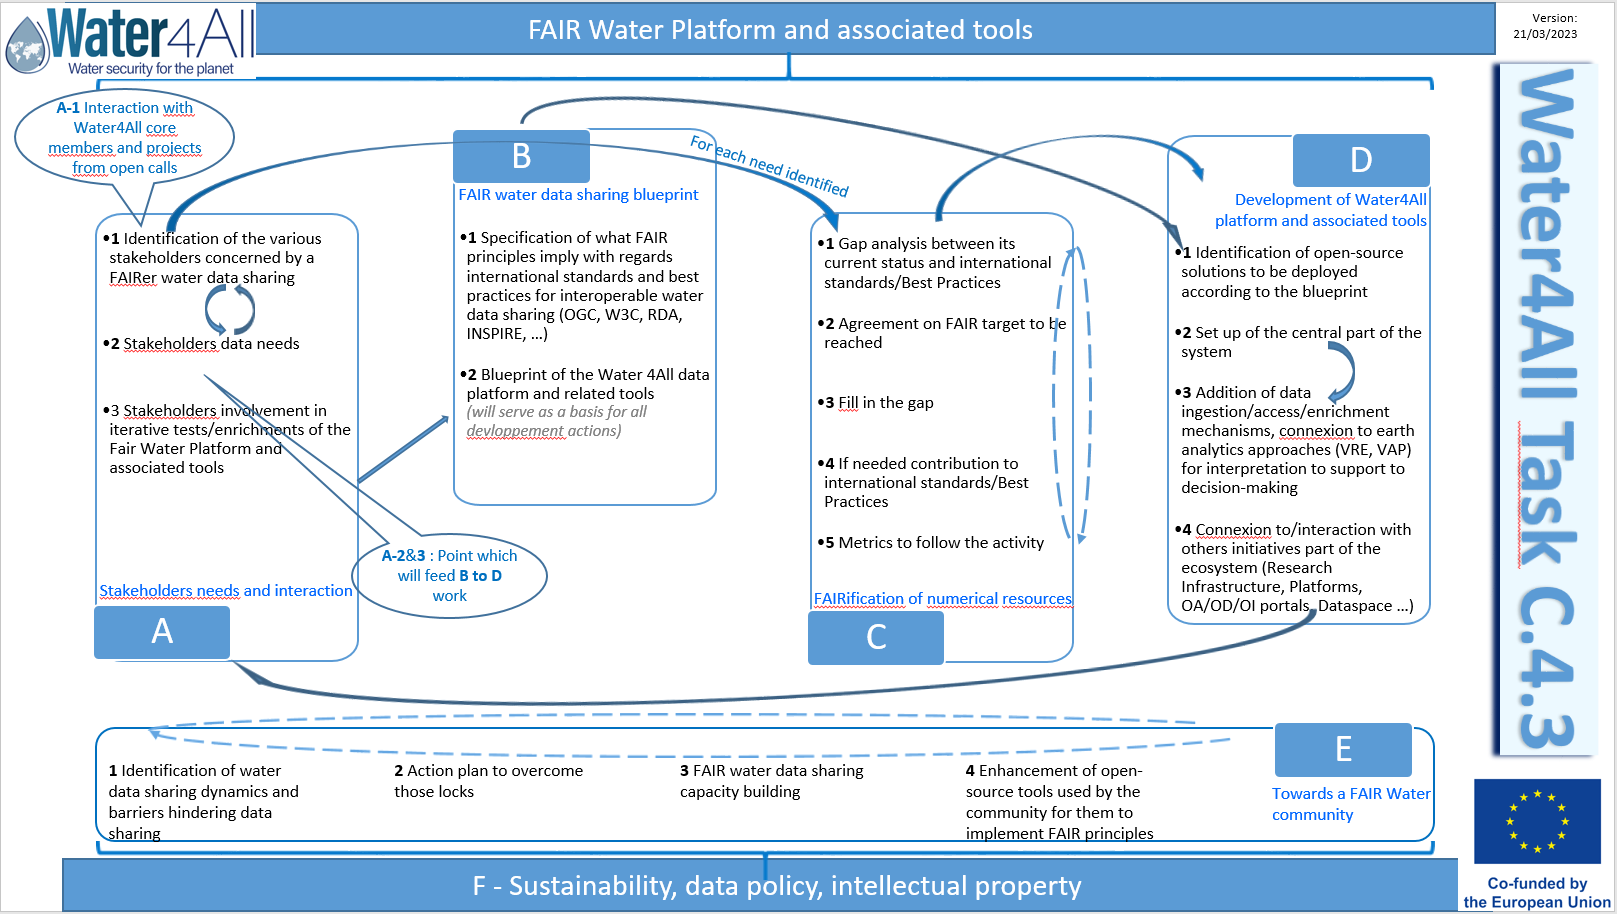 Water4All
Water security for the planet
FAIR Water Platform and associated tools
Version:
21/03/2023
A-1 Interaction with
Water4All core
members and projects
from open calls
•1 Identification of the various
stakeholders concerned by a
FAIRer water data sharing
•2 Stakeholders data needs
•3 Stakeholders involvement in
iterative tests/enrichments of the
Fair Water Platform and
associated tools
Stakeholders needs and interaction
A
A-2&3 : Point which
will feed B to D
work
B
FAIR water data sharing blueprint
•1 Specification of what FAIR
principles imply with regards
international standards and best
practices for interoperable water
data sharing (OGC, W3C, RDA,
INSPIRE, …)
•2 Blueprint of the Water 4All data
platform and related tools
(will serve as a basis for all
devloppement actions)
For each need identified
•1 Gap analysis between its
current status and international
standards/Best Practices
•2 Agreement on FAIR target to be
reached
•3 Fill in the gap
•4 If needed contribution to
international standards/Best
Practices
•5 Metrics to follow the activity
FAIRification of numerical resources
C
D
Development of Water4All
platform and associated tools
•1 Identification of open-source
solutions to be deployed
according to the blueprint
•2 Set up of the central part of the
system
•3 Addition of data
ingestion/access/enrichment
mechanisms, connexion to earth
analytics approaches (VRE, VAP)
for interpretation to support to
decision-making
•4 Connexion to/interaction with
others initiatives part of the
ecosystem (Research
Infrastructure, Platforms,
OA/OD/OI portals, Dataspace …)
E
Towards a FAIR Water
community
1 Identification of water
data sharing dynamics and
barriers hindering data
sharing
2 Action plan to overcome
those locks
3 FAIR water data sharing
capacity building
4 Enhancement of open-
source tools used by the
community for them to
implement FAIR principles
F - Sustainability, data policy, intellectual property
Water4All Task C.4.3
Co-funded by
the European Union